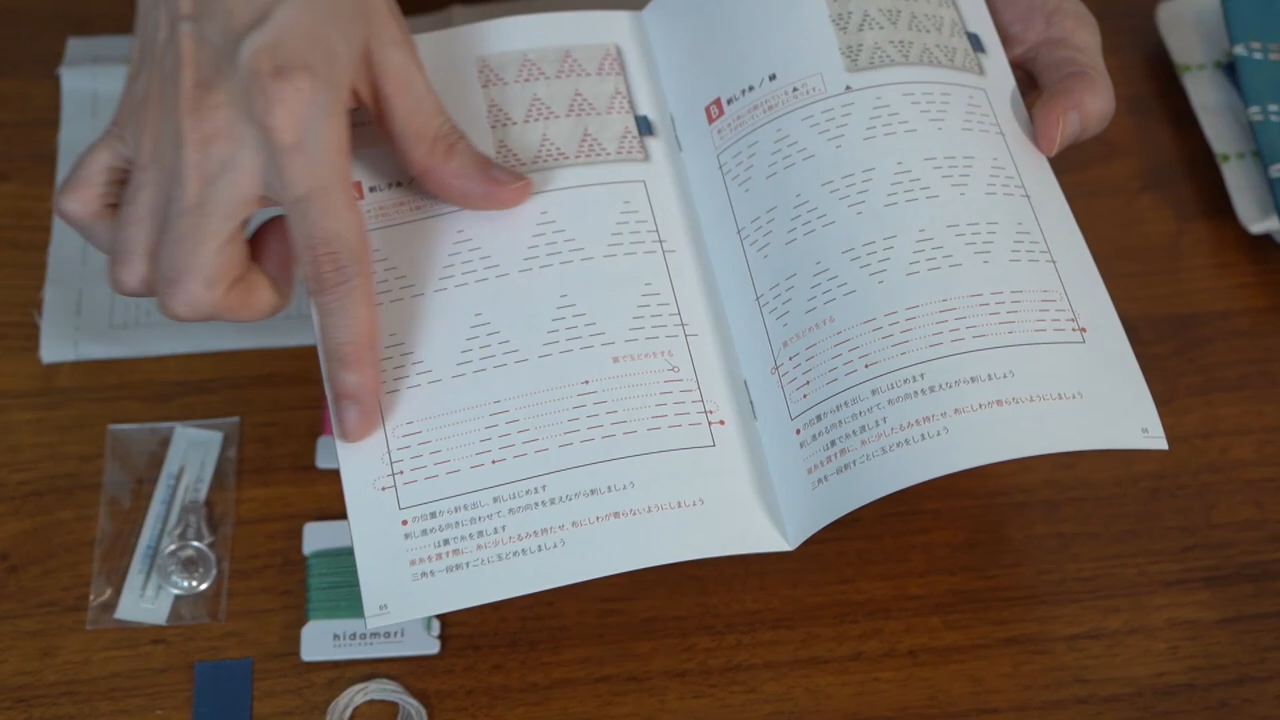 刺し子糸／
裏で玉どめをする
●の位置から針を出し、刺しはじめます
刺し進める向きに合わせて、布の向きを変えながら刺しましょう
……は裏で糸を渡します
※糸を渡す際に、糸に少したるみを持たせ、布にしわが寄らないようにしましょう
三角を一段刺すごとに玉どめをしましょう
05
B 刺し子糸／緑
裏で玉どめをする
●の位置から針を出し、刺しはじめます
刺し進める向きに合わせて、布の向きを変えながら刺しましょう
……は裏で糸を渡します
※糸を渡す際に、糸に少したるみを持たせ、布にしわが寄らないようにしましょう
三角を一段刺すごとに玉どめをしましょう
hidamari